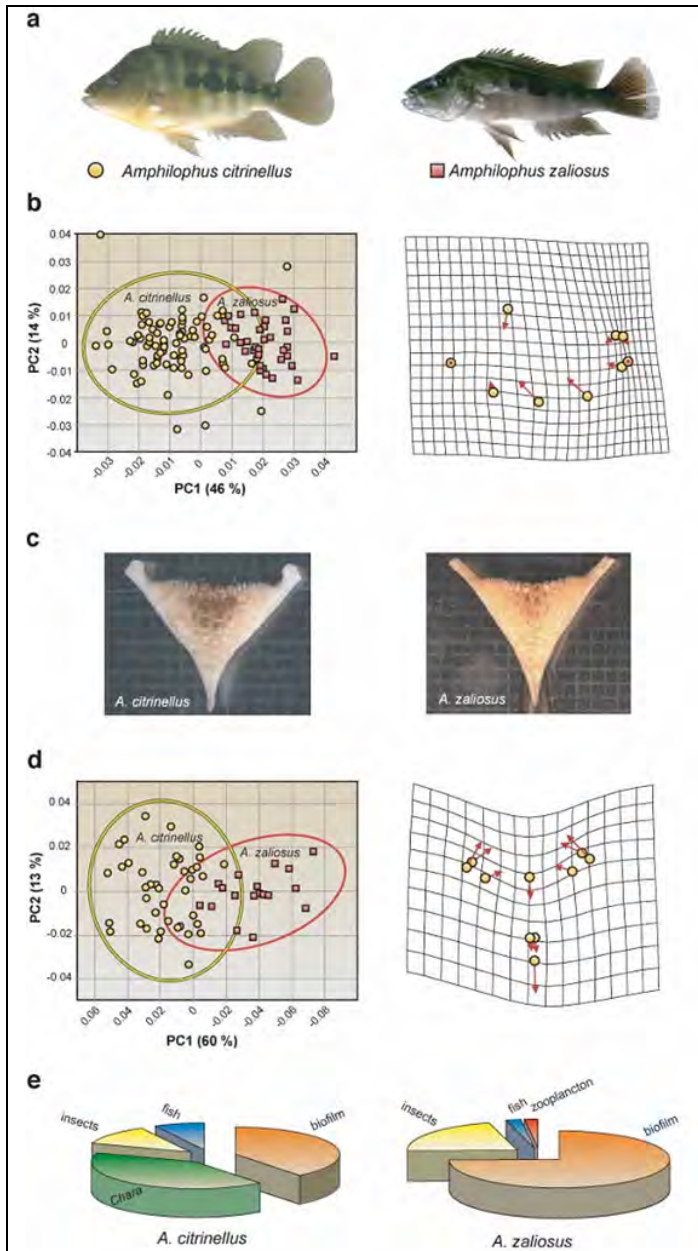 a
Amphilophus citrinellus
Amphilophus zaliosus
b
0.04
0.03
0.02
0.01
0
-0.01
-0.02
-0.03
-0.04
PC2 (14 %)
A. citrinellus
A. zaliosus
-0.03
-0.02
-0.01
0
0.01
0.02
0.03
0.04
PC1 (46 %)
c
A. citrinellus
A. zaliosus
d
0.04
0.02
0
-0.02
-0.04
PC2 (13 %)
A. citrinellus
A. zaliosus
0.06
0.04
0.02
0
-0.02
-0.04
-0.06
-0.08
PC1 (60 %)
e
insects
fish
biofilm
Chara
A. citrinellus
insects
fish
zooplancton
biofilm
A. zaliosus